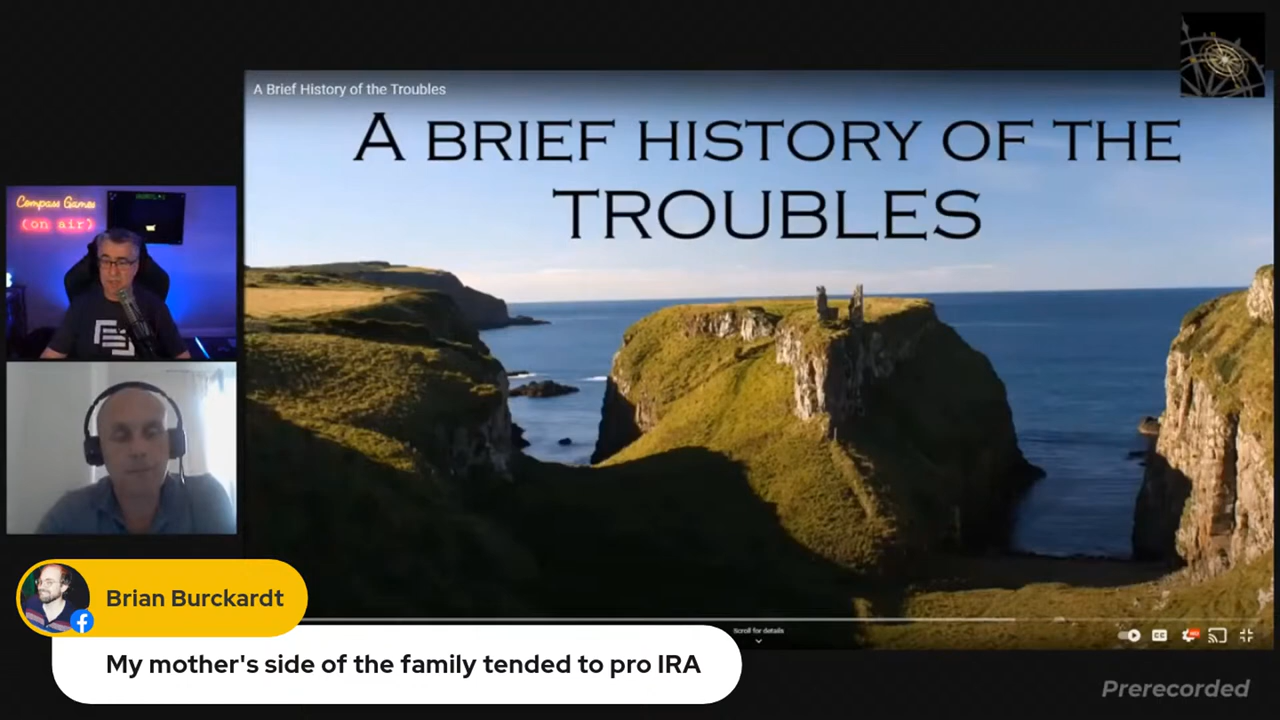 A Brief History of the Troubles
A BRIEF HISTORY OF THE
TROUBLES
Compass Games
(on air)
Scroll for details
CC
Brian Burckardt
My mother's side of the family tended to pro IRA
Prerecorded